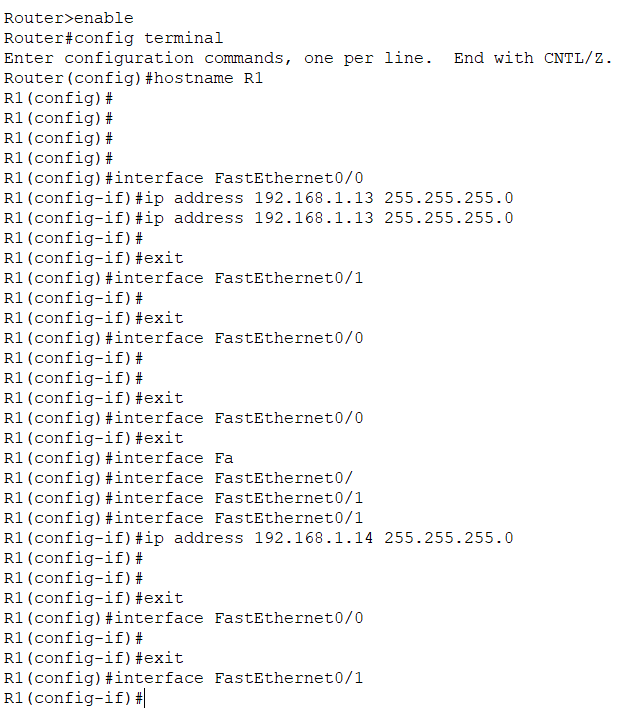 Router>enable
Router#config terminal
Enter configuration commands, one per line.  End with CNTL/Z.
Router(config)#hostname R1
R1(config)#
R1(config)#
R1(config)#
R1(config)#
R1(config)#interface FastEthernet0/0
R1(config-if)#ip address 192.168.1.13 255.255.255.0
R1(config-if)#ip address 192.168.1.13 255.255.255.0
R1(config-if)#
R1(config-if)#exit
R1(config)#interface FastEthernet0/1
R1(config-if)#
R1(config-if)#exit
R1(config)#interface FastEthernet0/0
R1(config-if)#
R1(config-if)#
R1(config-if)#exit
R1(config)#interface FastEthernet0/0
R1(config-if)#exit
R1(config)#interface Fa
R1(config)#interface FastEthernet0/
R1(config)#interface FastEthernet0/1
R1(config)#interface FastEthernet0/1
R1(config-if)#ip address 192.168.1.14 255.255.255.0
R1(config-if)#
R1(config-if)#
R1(config-if)#exit
R1(config)#interface FastEthernet0/0
R1(config-if)#
R1(config-if)#exit
R1(config)#interface FastEthernet0/1
R1(config-if)#